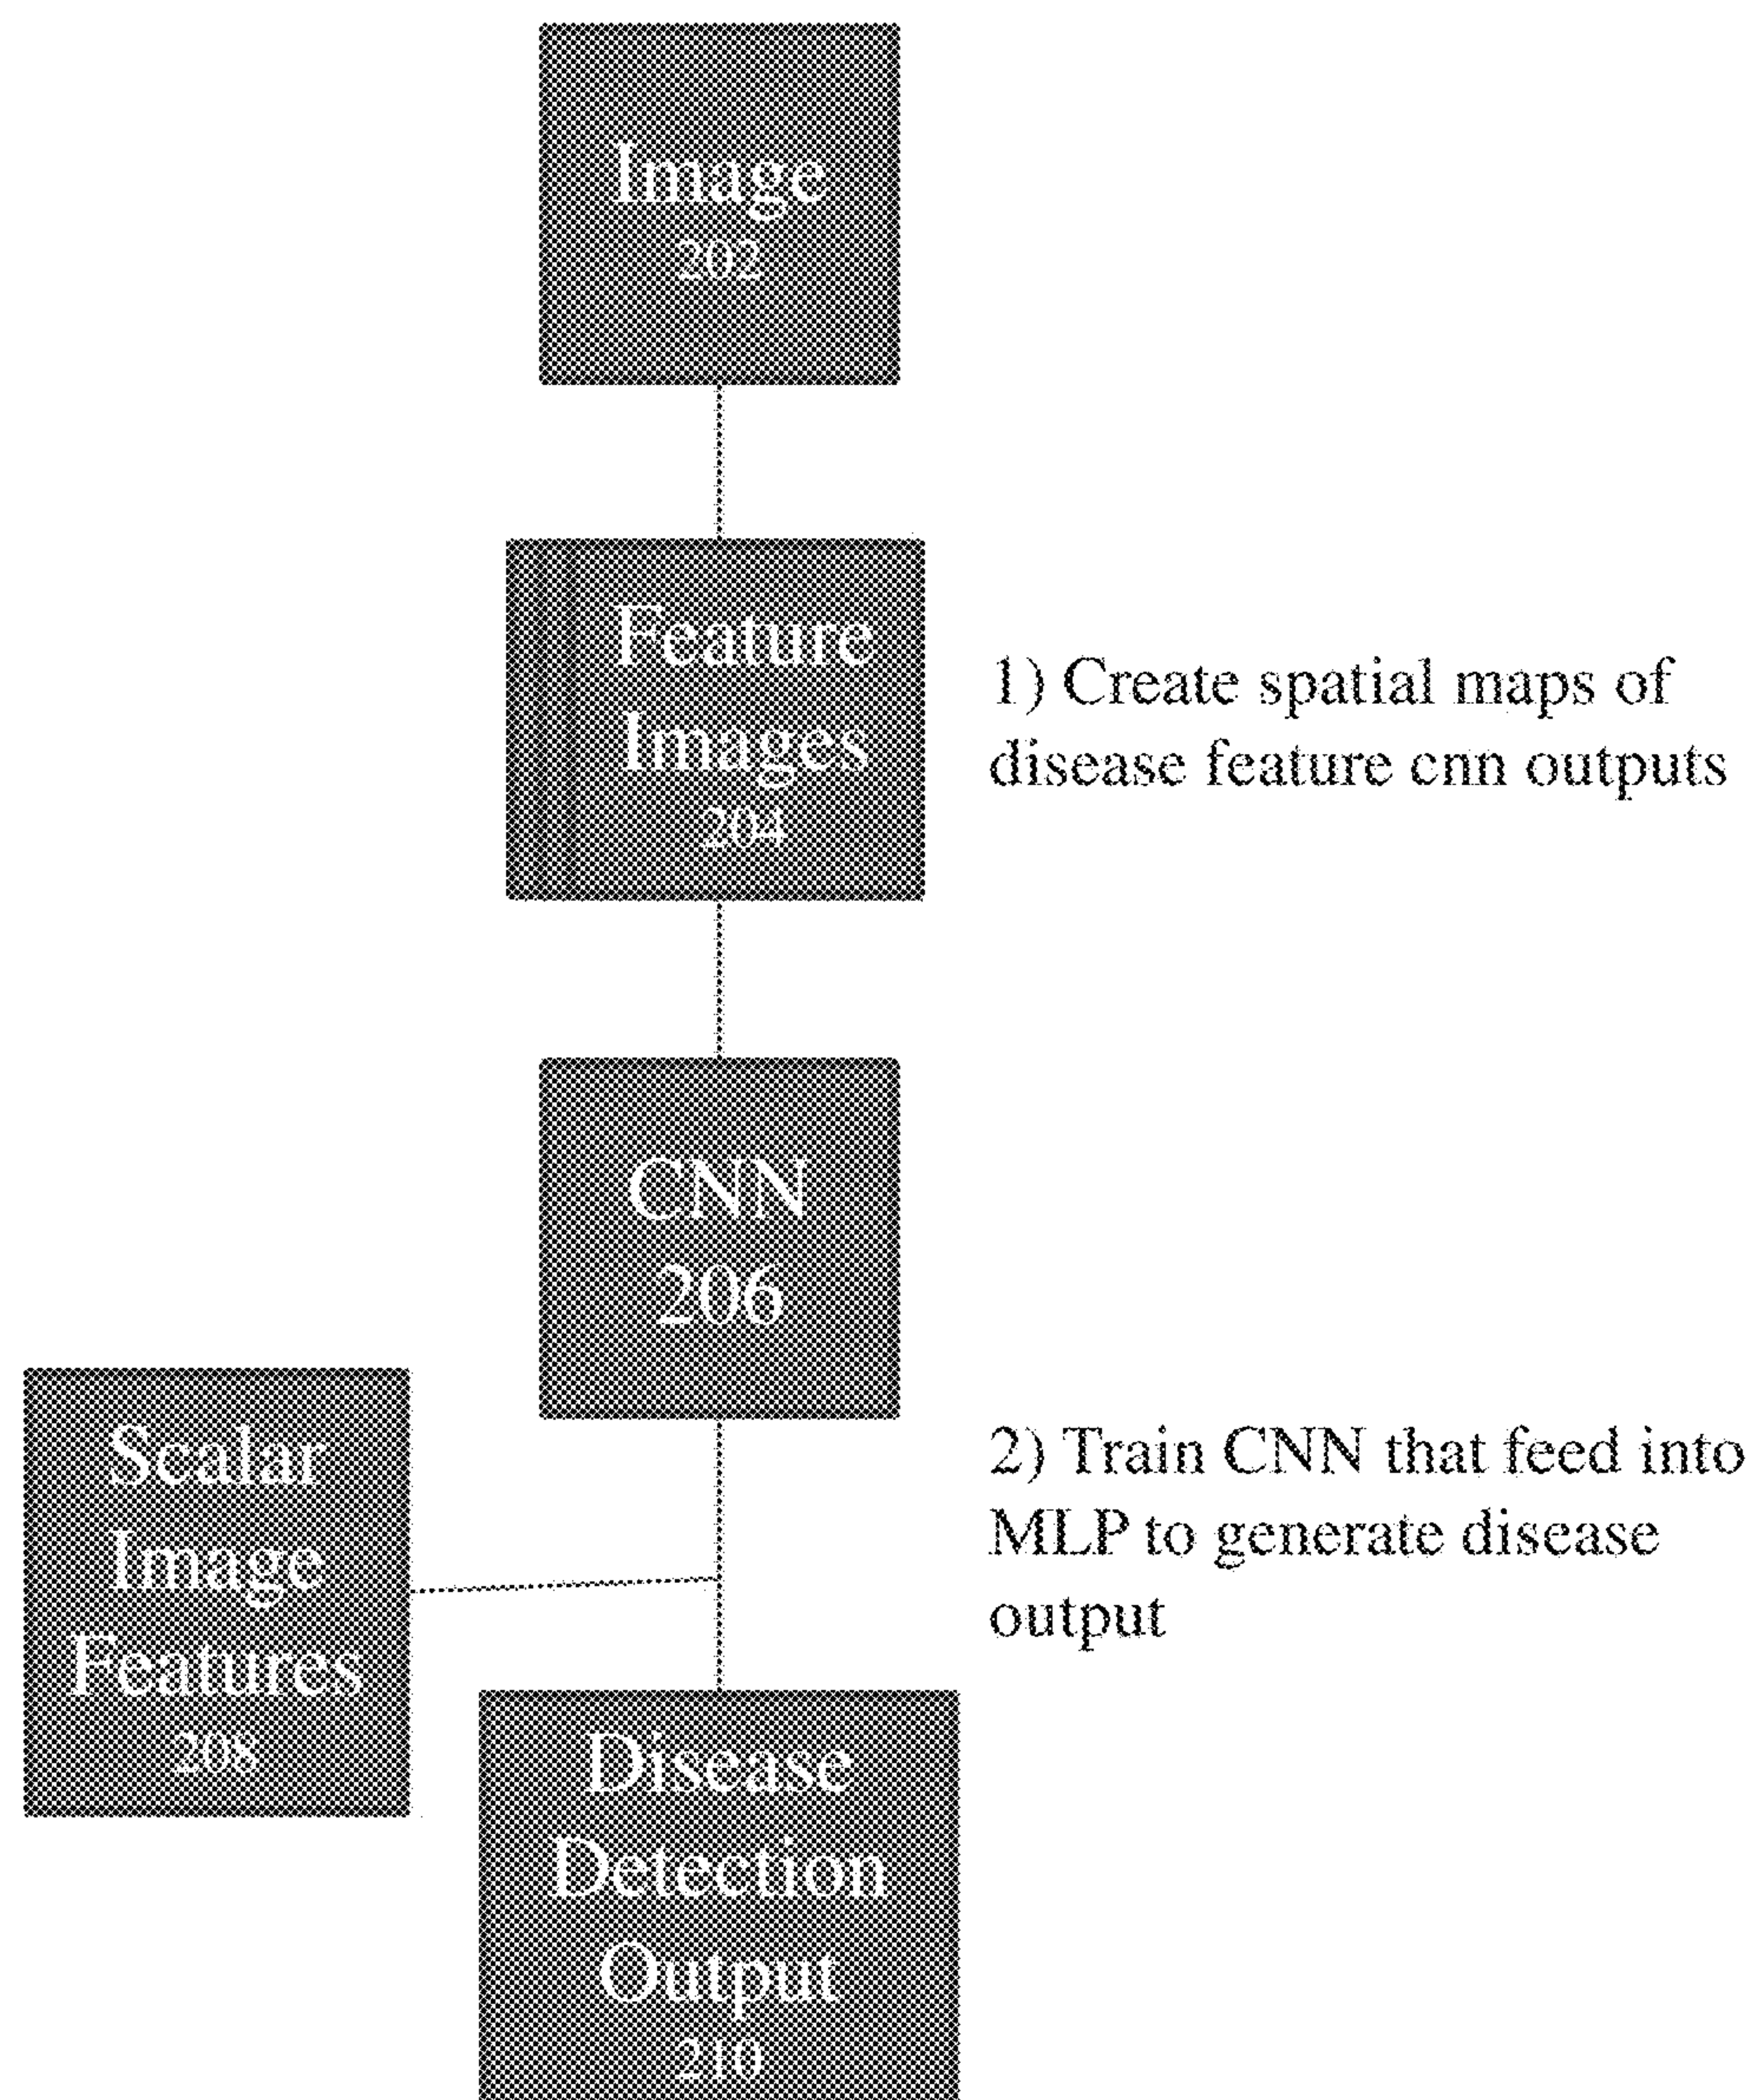 Image
202
Feature
Images
204
1) Create spatial maps of
disease feature cnn outputs
CNN
206
Scalar
Image
Features
208
2) Train CNN that feed into
MLP to generate disease
output
Disease
Detection
Output
210